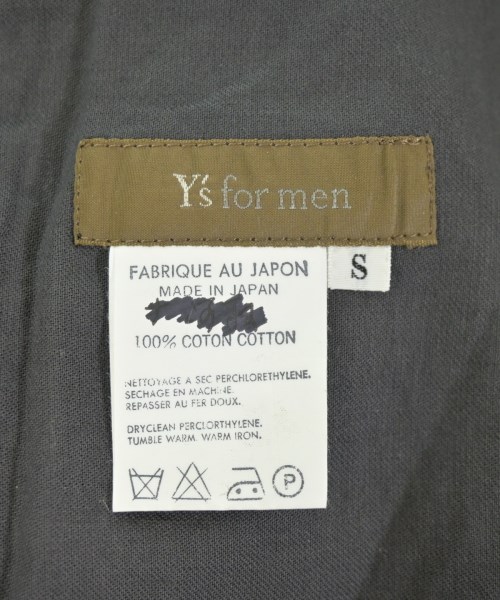 Y's for men
S
FABRIQUE AU JAPON
MADE IN JAPAN
100% COTON COTTON
NETTOYAGE A SEC PERCHLORETHYLENE.
SECHAGE EN MACHINE.
REPASSER AU FER DOUX.
DRYCLEAN PERCLORTHYLENE.
TUMBLE WARM. WARM IRON.
P